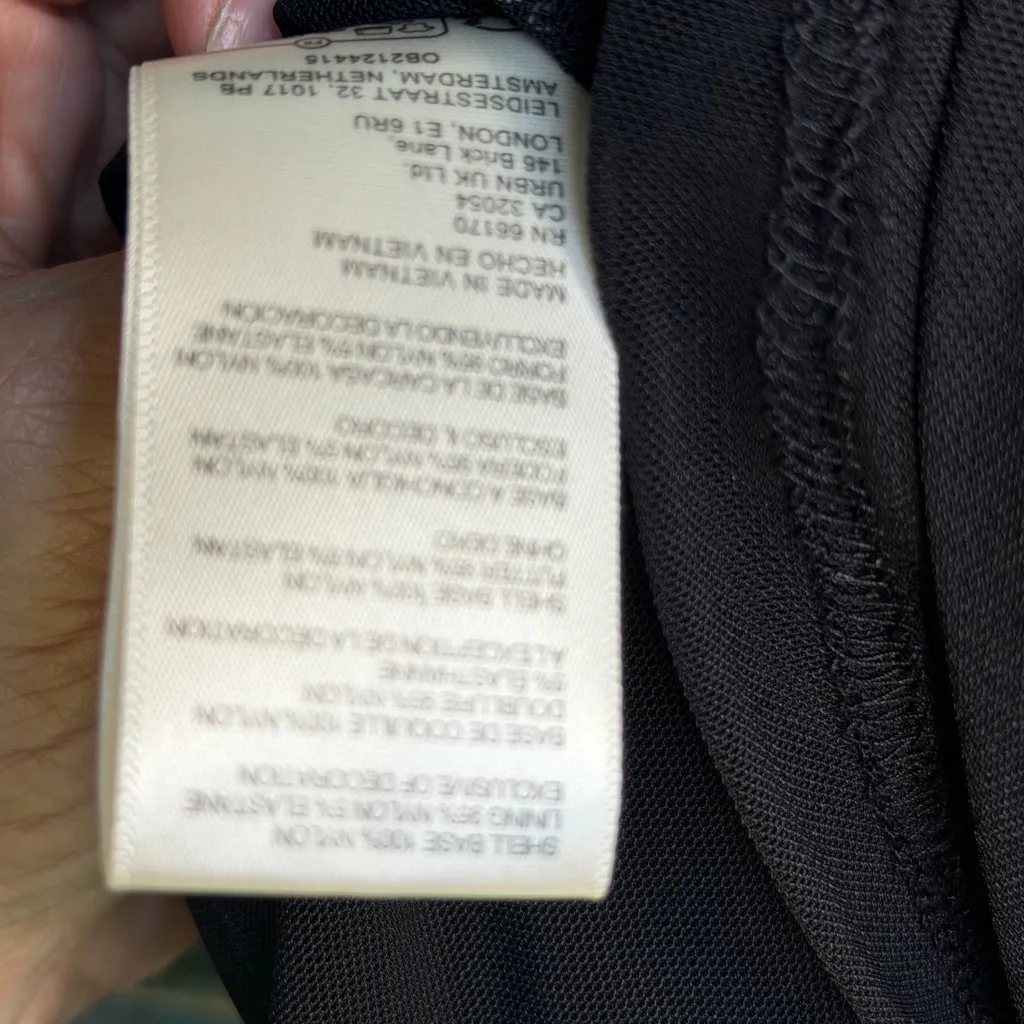 SHELL BASE 100% NYLON
LINING 95% NYLON 5% ELASTANE
EXCLUSIVE OF DECORATION
BASE DE COQUILLE 100% NYLON
DOUBLURE 95% NYLON
5% ÉLASTHANNE
A L'EXCEPTION DE LA DÉCORATION
SHELL BASE 100% NYLON
FUTTER 95% NYLON 5% ELASTAN
OHNE DEKO
BASE A CONCHIGLIA 100% NYLON
FODERA 95% NYLON 5% ELASTAN
ESCLUSO IL DECORO
BASE DE LA CARCASA 100% NYLON
FORRO 95% NYLON 5% ELASTANE
EXCLUYENDO LA DECORACION
MADE IN VIETNAM
HECHO EN VIETNAM
RN 66170
CA 32054
URBN UK Ltd.
146 Brick Lane,
LONDON, E1 6RU
LEIDSESTRAAT 32, 1017 PB
AMSTERDAM, NETHERLANDS
OB2124415
FR